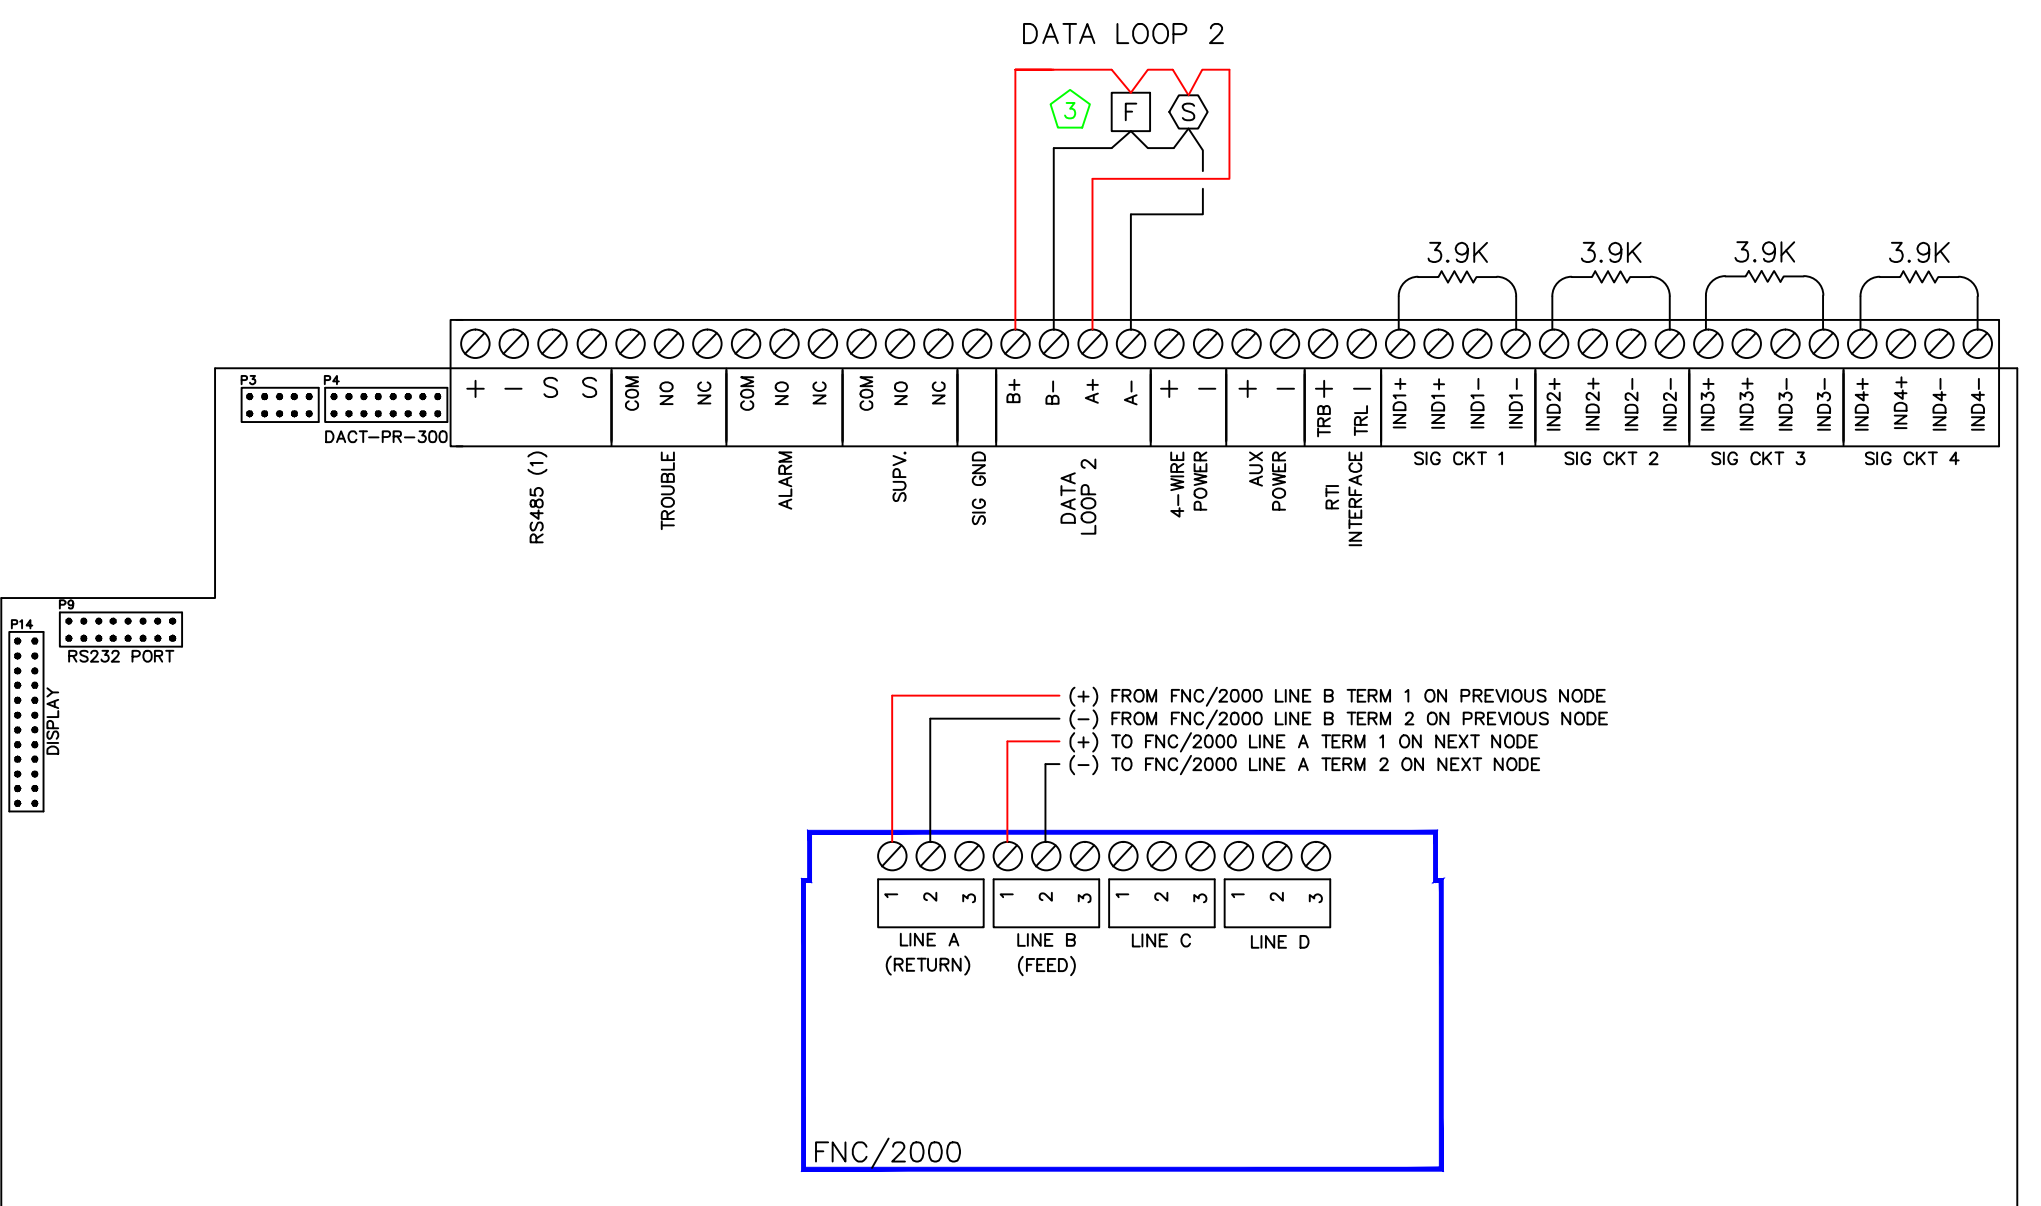 DATA LOOP 2
3
F
S
3.9K
3.9K
3.9K
3.9K
P3
P4
DACT-PR-300
+ - S S
COM NO NC
COM NO NC
COM NO NC
B+ B- A+ A-
+ -
+ -
TRB + TRL -
IND1+ IND1+ IND1- IND1-
IND2+ IND2+ IND2- IND2-
IND3+ IND3+ IND3- IND3-
IND4+ IND4+ IND4- IND4-
RS485 (1)
TROUBLE
ALARM
SUPV.
SIG GND
DATA
LOOP 2
4-WIRE
POWER
AUX
POWER
RTI
INTERFACE
SIG CKT 1
SIG CKT 2
SIG CKT 3
SIG CKT 4
P9
RS232 PORT
P14
DISPLAY
(+) FROM FNC/2000 LINE B TERM 1 ON PREVIOUS NODE
(-) FROM FNC/2000 LINE B TERM 2 ON PREVIOUS NODE
(+) TO FNC/2000 LINE A TERM 1 ON NEXT NODE
(-) TO FNC/2000 LINE A TERM 2 ON NEXT NODE
1 2 3
1 2 3
1 2 3
1 2 3
LINE A
(RETURN)
LINE B
(FEED)
LINE C
LINE D
FNC/2000